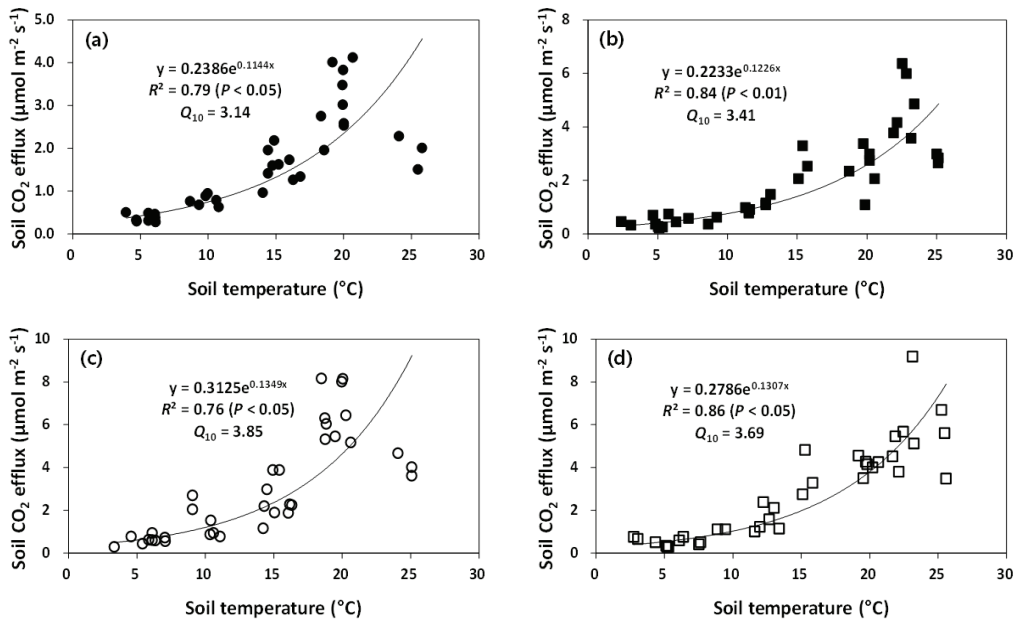 (a)
y = 0.2386e^0.1144x
R² = 0.79 (P < 0.05)
Q₁₀ = 3.14
Soil CO₂ efflux (μmol m⁻² s⁻¹)
5.0
4.0
3.0
2.0
1.0
0.0
0 5 10 15 20 25 30
Soil temperature (°C)
(b)
y = 0.2233e^0.1226x
R² = 0.84 (P < 0.01)
Q₁₀ = 3.41
Soil CO₂ efflux (μmol m⁻² s⁻¹)
8
6
4
2
0
0 5 10 15 20 25 30
Soil temperature (°C)
(c)
y = 0.3125e^0.1349x
R² = 0.76 (P < 0.05)
Q₁₀ = 3.85
Soil CO₂ efflux (μmol m⁻² s⁻¹)
10
8
6
4
2
0
0 5 10 15 20 25 30
Soil temperature (°C)
(d)
y = 0.2786e^0.1307x
R² = 0.86 (P < 0.05)
Q₁₀ = 3.69
Soil CO₂ efflux (μmol m⁻² s⁻¹)
10
8
6
4
2
0
0 5 10 15 20 25 30
Soil temperature (°C)